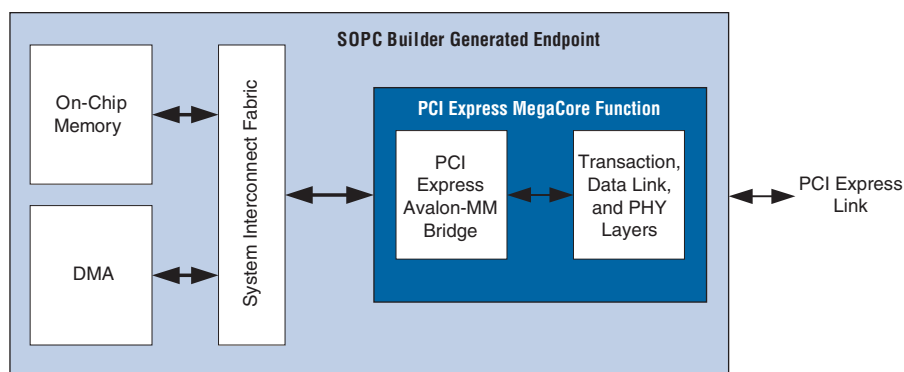 SOPC Builder Generated Endpoint
On-Chip
Memory
DMA
System Interconnect Fabric
PCI Express MegaCore Function
PCI
Express
Avalon-MM
Bridge
Transaction,
Data Link,
and PHY
Layers
PCI Express
Link